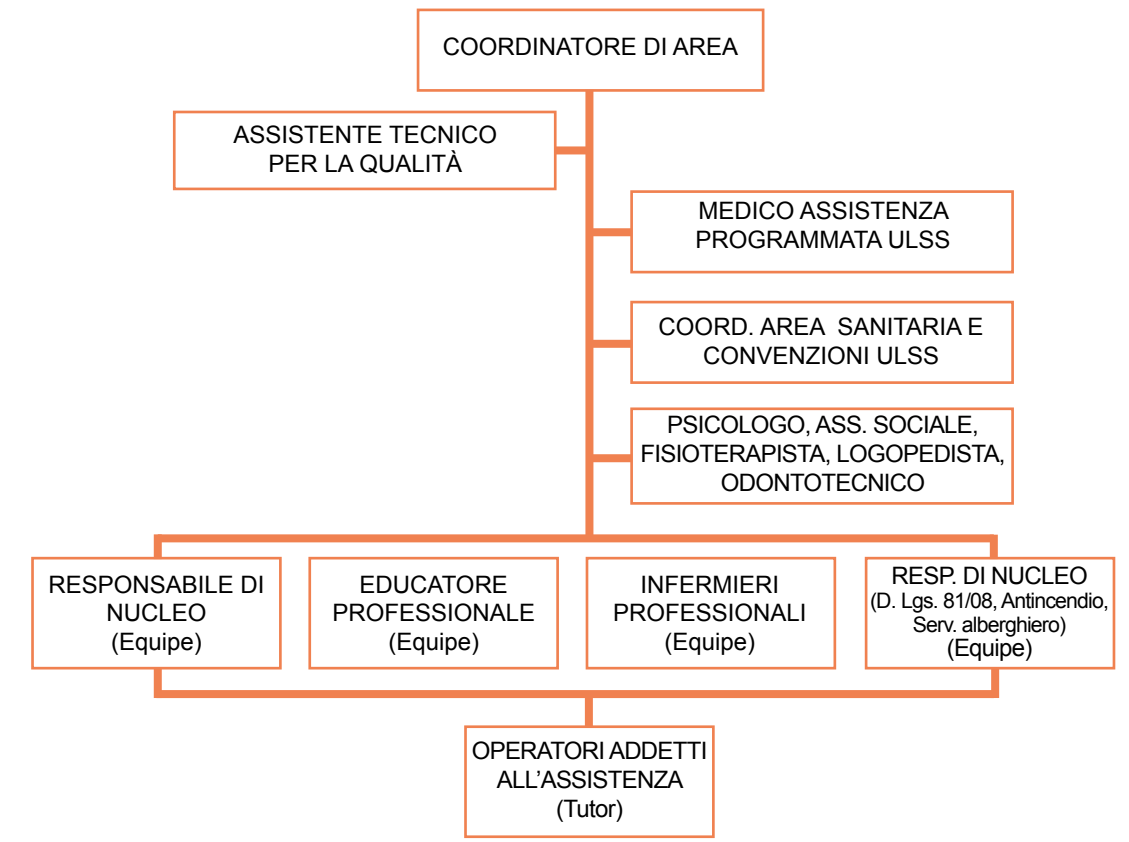 COORDINATORE DI AREA
ASSISTENTE TECNICO
PER LA QUALITÀ
MEDICO ASSISTENZA
PROGRAMMATA ULSS
COORD. AREA SANITARIA E
CONVENZIONI ULSS
PSICOLOGO, ASS. SOCIALE,
FISIOTERAPISTA, LOGOPEDISTA,
ODONTOTECNICO
RESPONSABILE DI
NUCLEO
(Equipe)
EDUCATORE
PROFESSIONALE
(Equipe)
INFERMIERI
PROFESSIONALI
(Equipe)
RESP. DI NUCLEO
(D. Lgs. 81/08, Antincendio,
Serv. alberghiero)
(Equipe)
OPERATORI ADDETTI
ALL’ASSISTENZA
(Tutor)